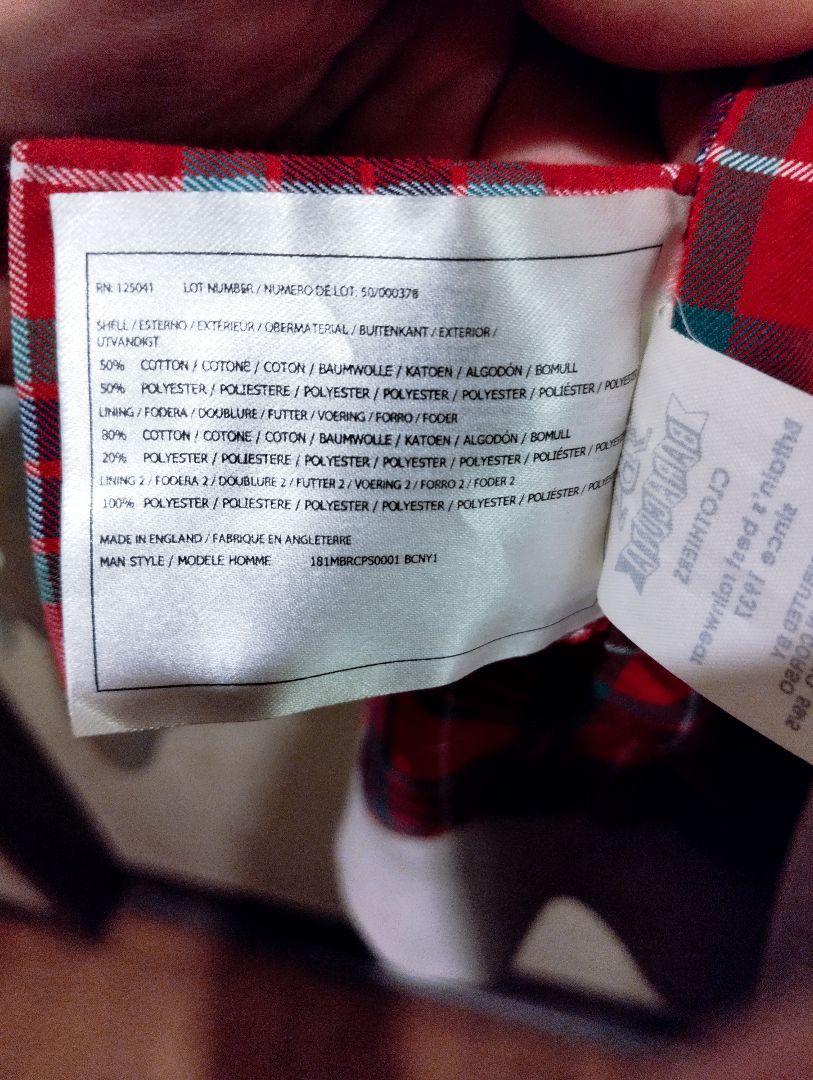 RN: 125041 LOT NUMBER / NUMERO DE LOT: 50/000378
SHELL / ESTERNO / EXTÉRIEUR / OBERMATERIAL / BUITENKANT / EXTERIOR /
UTVANDIGT
50% COTTON / COTONE / COTON / BAUMWOLLE / KATOEN / ALGODÓN / BOMULL
50% POLYESTER / POLIESTERE / POLYESTER / POLYESTER / POLYESTER / POLIÉSTER / POLYES
LINING / FODERA / DOUBLURE / FUTTER / VOERING / FORRO / FODER
80% COTTON / COTONE / COTON / BAUMWOLLE / KATOEN / ALGODÓN / BOMULL
20% POLYESTER / POLIESTERE / POLYESTER / POLYESTER / POLYESTER / POLIÉSTER / POLYES
LINING 2 / FODERA 2 / DOUBLURE 2 / FUTTER 2 / VOERING 2 / FORRO 2 / FODER 2
100% POLYESTER / POLIESTERE / POLYESTER / POLYESTER / POLYESTER / POLIÉSTER / POLYE
MADE IN ENGLAND / FABRIQUE EN ANGLETERRE
MAN STYLE / MODELE HOMME 181MBRCPS0001 BCNY1
CLOTHIERS
Britain's best rainwear
since 1937